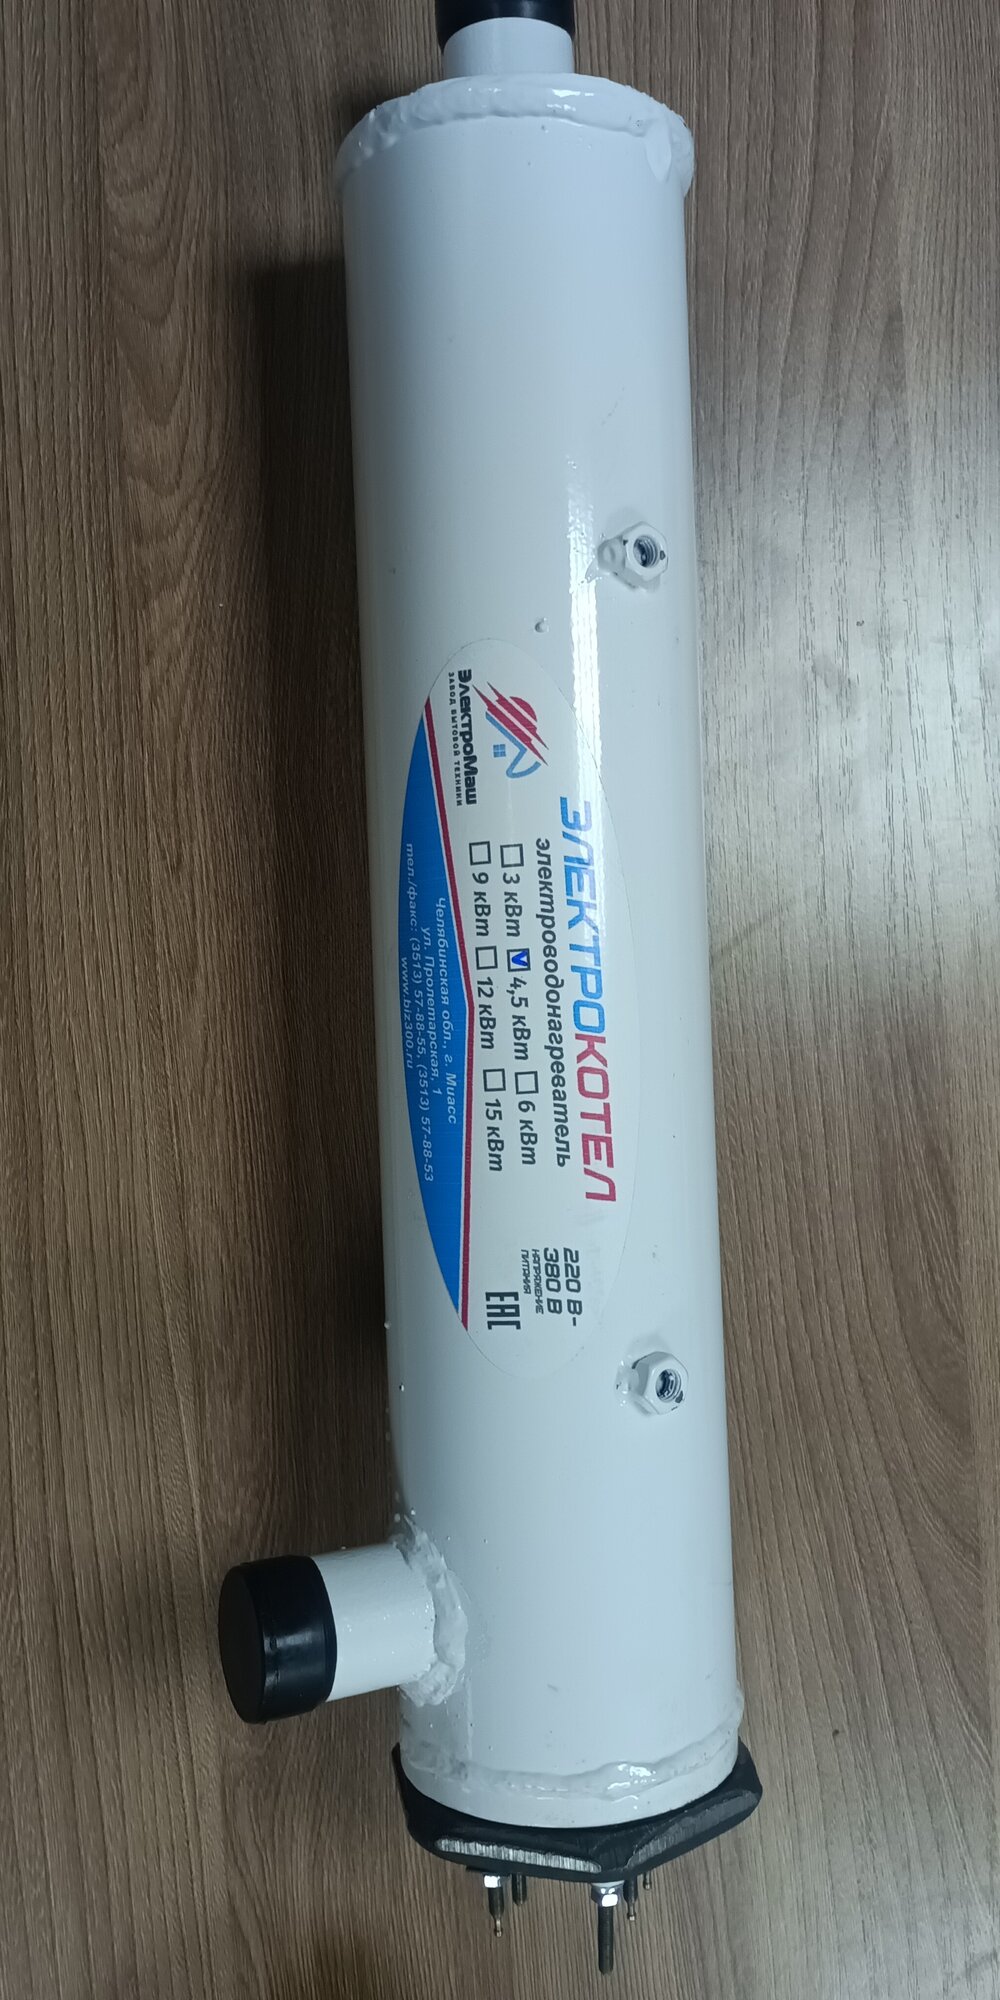 ЭлектроМаш
ЗАВОД БЫТОВОЙ ТЕХНИКИ
ЭЛЕКТРОКОТЕЛ
электроводонагреватель
3 кВт 4,5 кВт 6 кВт
9 кВт 12 кВт 15 кВт
220 В-
380 В
НАПРЯЖЕНИЕ
ПИТАНИЯ
ЕАС
Челябинская обл., г. Миасс
ул. Пролетарская, 1
тел./факс: (3513) 57-88-55, (3513) 57-88-53
www.biz300.ru